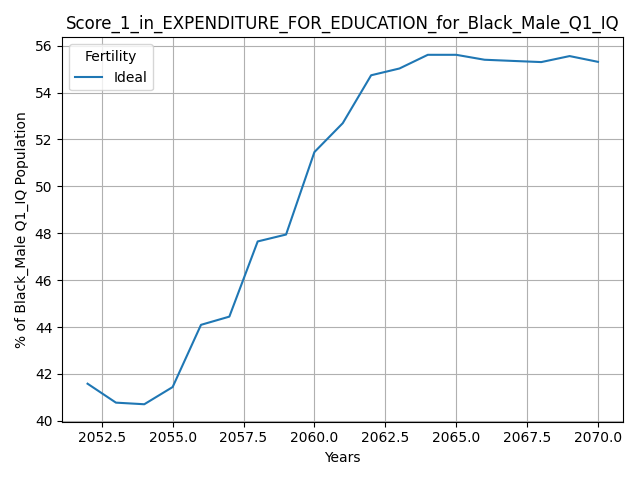 Score_1_in_EXPENDITURE_FOR_EDUCATION_for_Black_Male_Q1_IQ
Fertility
Ideal
% of Black_Male Q1_IQ Population
56
54
52
50
48
46
44
42
40
2052.5 2055.0 2057.5 2060.0 2062.5 2065.0 2067.5 2070.0
Years